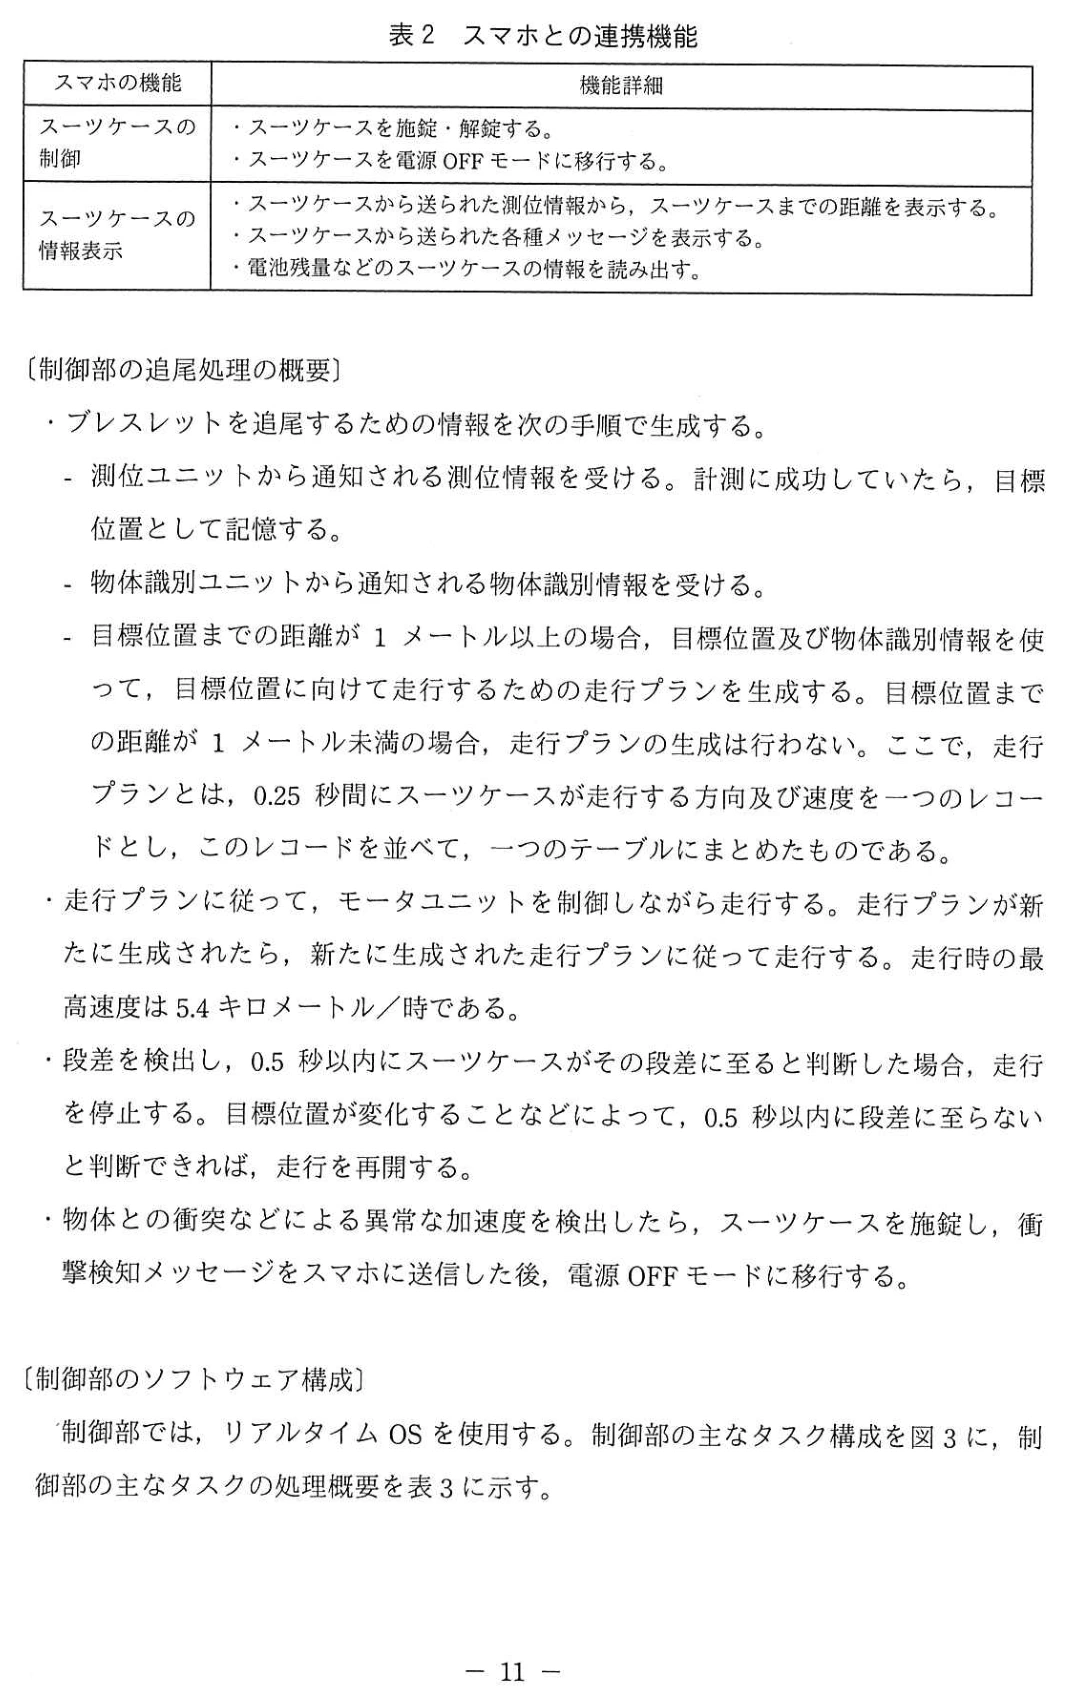 表2 スマホとの連携機能
スマホの機能 機能詳細
スーツケースの ・スーツケースを施錠・解錠する。
制御 ・スーツケースを電源 OFF モードに移行する。
スーツケースの ・スーツケースから送られた測位情報から，スーツケースまでの距離を表示する。
情報表示 ・スーツケースから送られた各種メッセージを表示する。
・電池残量などのスーツケースの情報を読み出す。
〔制御部の追尾処理の概要〕
・ブレスレットを追尾するための情報を次の手順で生成する。
- 測位ユニットから通知される測位情報を受ける。計測に成功していたら，目標
位置として記憶する。
- 物体識別ユニットから通知される物体識別情報を受ける。
- 目標位置までの距離が 1 メートル以上の場合，目標位置及び物体識別情報を使
って，目標位置に向けて走行するための走行プランを生成する。目標位置まで
の距離が 1 メートル未満の場合，走行プランの生成は行わない。ここで，走行
プランとは，0.25 秒間にスーツケースが走行する方向及び速度を一つのレコー
ドとし，このレコードを並べて，一つのテーブルにまとめたものである。
・走行プランに従って，モータユニットを制御しながら走行する。走行プランが新
たに生成されたら，新たに生成された走行プランに従って走行する。走行時の最
高速度は 5.4 キロメートル／時である。
・段差を検出し，0.5 秒以内にスーツケースがその段差に至ると判断した場合，走行
を停止する。目標位置が変化することなどによって，0.5 秒以内に段差に至らない
と判断できれば，走行を再開する。
・物体との衝突などによる異常な加速度を検出したら，スーツケースを施錠し，衝
撃検知メッセージをスマホに送信した後，電源 OFF モードに移行する。
〔制御部のソフトウェア構成〕
制御部では，リアルタイム OS を使用する。制御部の主なタスク構成を図 3 に，制
御部の主なタスクの処理概要を表 3 に示す。
－ 11 －